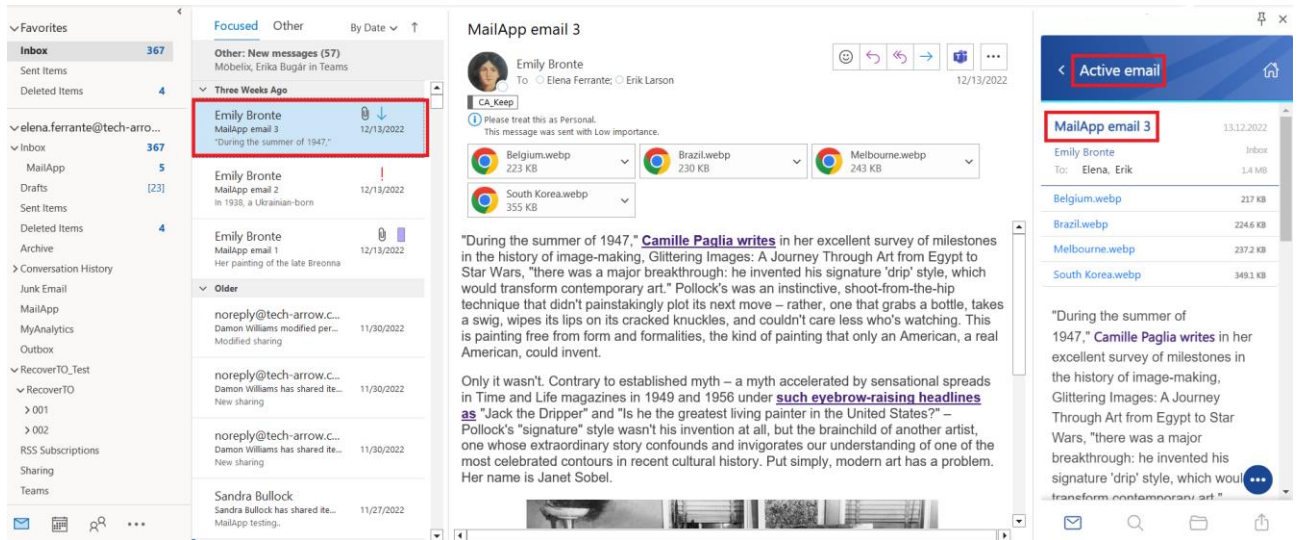 Favorites
Inbox 367
Sent Items
Deleted Items 4
elena.ferrante@tech-arro...
Inbox 367
MailApp 5
Drafts [23]
Sent Items
Deleted Items 4
Archive
Conversation History
Junk Email
MailApp
MyAnalytics
Outbox
RecoverTO_Test
RecoverTO
001
002
RSS Subscriptions
Sharing
Teams
Focused Other By Date
Other: New messages (57)
Möbelix, Erika Bugár in Teams
Three Weeks Ago
Emily Bronte
MailApp email 3 12/13/2022
"During the summer of 1947,"
Emily Bronte
MailApp email 2 12/13/2022
In 1938, a Ukrainian-born
Emily Bronte
MailApp email 1 12/13/2022
Her painting of the late Breonna
Older
noreply@tech-arrow.c...
Damon Williams modified per... 11/30/2022
Modified sharing
noreply@tech-arrow.c...
Damon Williams has shared ite... 11/30/2022
New sharing
noreply@tech-arrow.c...
Damon Williams has shared ite... 11/30/2022
New sharing
Sandra Bullock
Sandra Bullock has shared ite... 11/27/2022
MailApp testing..
MailApp email 3
Emily Bronte
To Elena Ferrante; Erik Larson
12/13/2022
CA_Keep
Please treat this as Personal.
This message was sent with Low importance.
Belgium.webp
223 KB
Brazil.webp
230 KB
Melbourne.webp
243 KB
South Korea.webp
355 KB
"During the summer of 1947," Camille Paglia writes in her excellent survey of milestones
in the history of image-making, Glittering Images: A Journey Through Art from Egypt to
Star Wars, "there was a major breakthrough: he invented his signature 'drip' style, which
would transform contemporary art." Pollock's was an instinctive, shoot-from-the-hip
technique that didn't painstakingly plot its next move – rather, one that grabs a bottle, takes
a swig, wipes its lips on its cracked knuckles, and couldn't care less who's watching. This
is painting free from form and formalities, the kind of painting that only an American, a real
American, could invent.
Only it wasn't. Contrary to established myth – a myth accelerated by sensational spreads
in Time and Life magazines in 1949 and 1956 under such eyebrow-raising headlines
as "Jack the Dripper" and "Is he the greatest living painter in the United States?" –
Pollock's "signature" style wasn't his invention at all, but the brainchild of another artist,
one whose extraordinary story confounds and invigorates our understanding of one of the
most celebrated contours in recent cultural history. Put simply, modern art has a problem.
Her name is Janet Sobel.
Active email
MailApp email 3 13.12.2022
Emily Bronte Inbox
To: Elena, Erik 1.4 MB
Belgium.webp 217 KB
Brazil.webp 224.6 KB
Melbourne.webp 237.2 KB
South Korea.webp 349.1 KB
"During the summer of
1947," Camille Paglia writes in her
excellent survey of milestones in
the history of image-making,
Glittering Images: A Journey
Through Art from Egypt to Star
Wars, "there was a major
breakthrough: he invented his
signature 'drip' style, which woul
transform contemporary art."